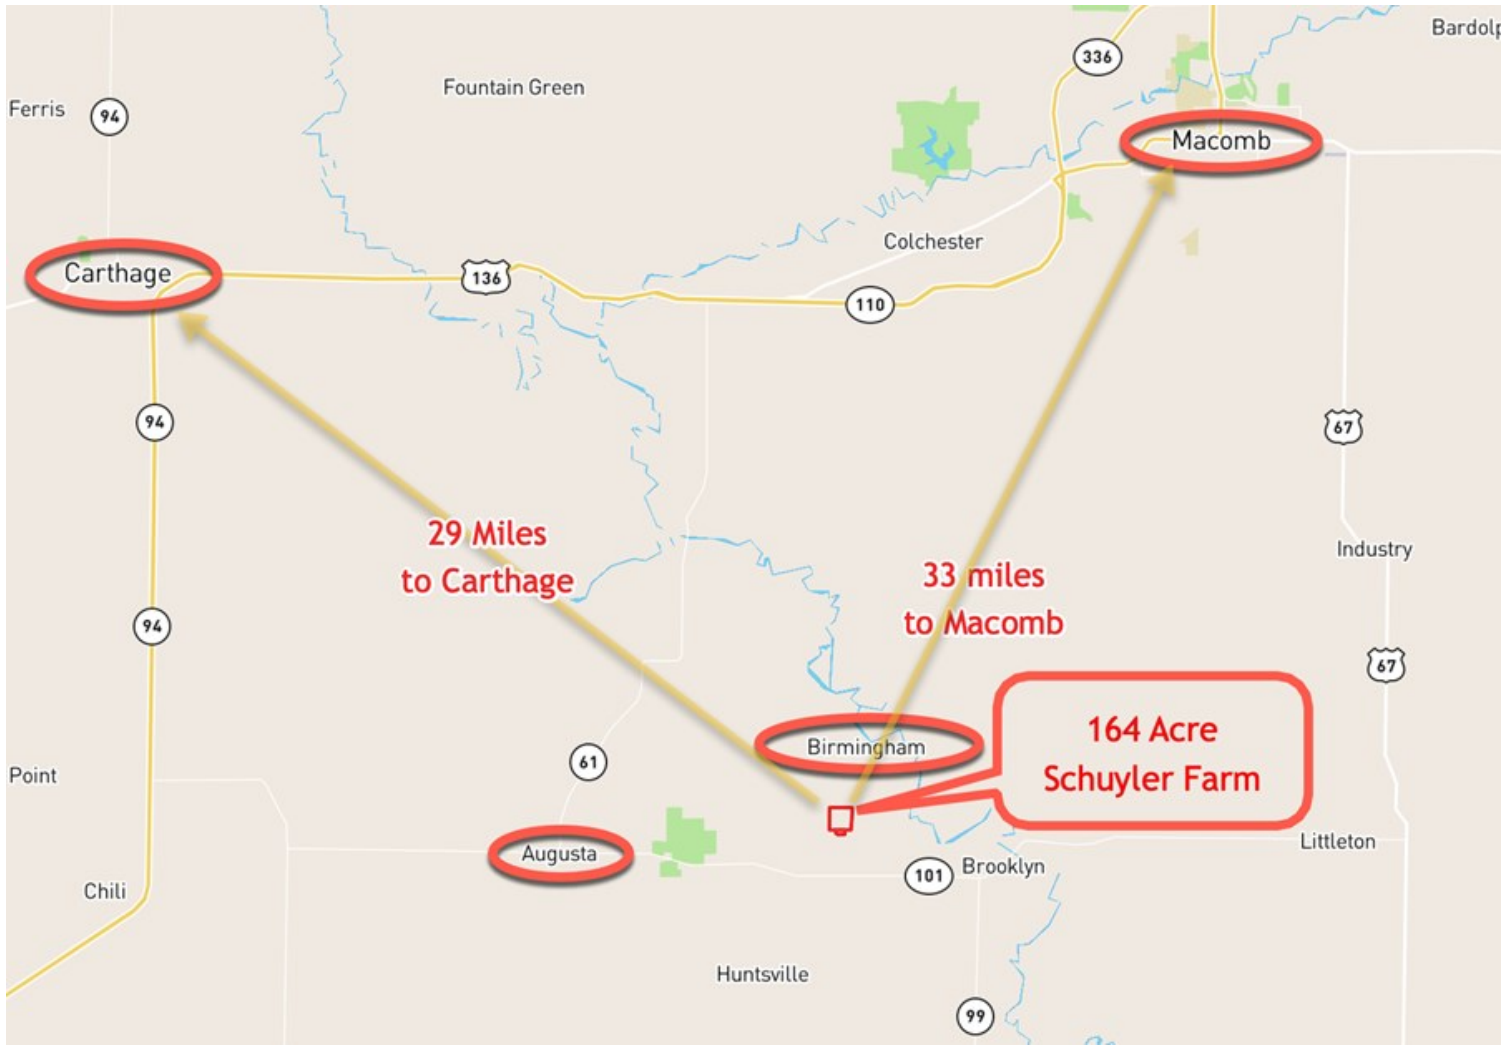 Bardolp
336
Fountain Green
Ferris
94
Macomb
Colchester
Carthage
136
110
94
67
29 Miles
to Carthage
Industry
33 miles
to Macomb
94
67
164 Acre
Schuyler Farm
Birmingham
61
Point
Augusta
Littleton
Brooklyn
101
Chili
Huntsville
99